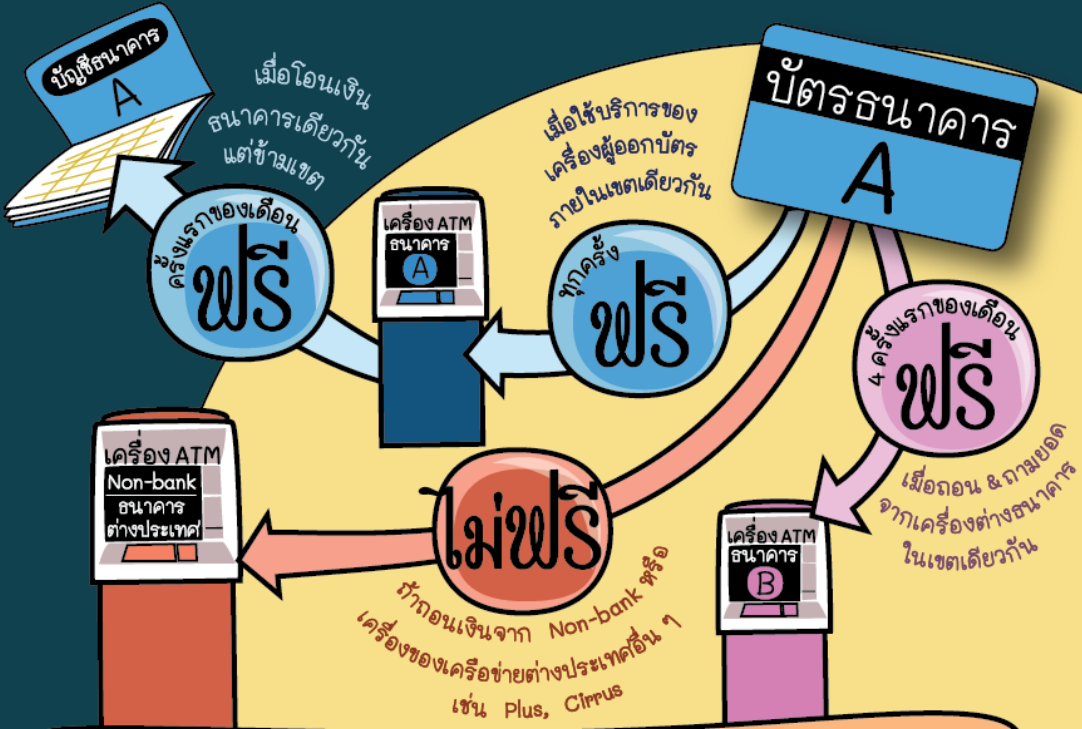 บัญชีธนาคาร
A
เมื่อโอนเงิน
ธนาคารเดียวกัน
แต่ข้ามเขต
ครั้งแรกของเดือน
ฟรี
เครื่อง ATM
ธนาคาร
A
เมื่อใช้บริการของ
เครื่องผู้ออกบัตร
ภายในเขตเดียวกัน
ทุกครั้ง
ฟรี
บัตรธนาคาร
A
4 ครั้งแรกของเดือน
ฟรี
เมื่อถอน & ถามยอด
จากเครื่องต่างธนาคาร
ในเขตเดียวกัน
เครื่อง ATM
ธนาคาร
B
เครื่อง ATM
Non-bank
ธนาคาร
ต่างประเทศ
ไม่ฟรี
ถ้าถอนเงินจาก Non-bank หรือ
เครื่องของเครือข่ายต่างประเทศอื่น ๆ
เช่น Plus, Cirrus